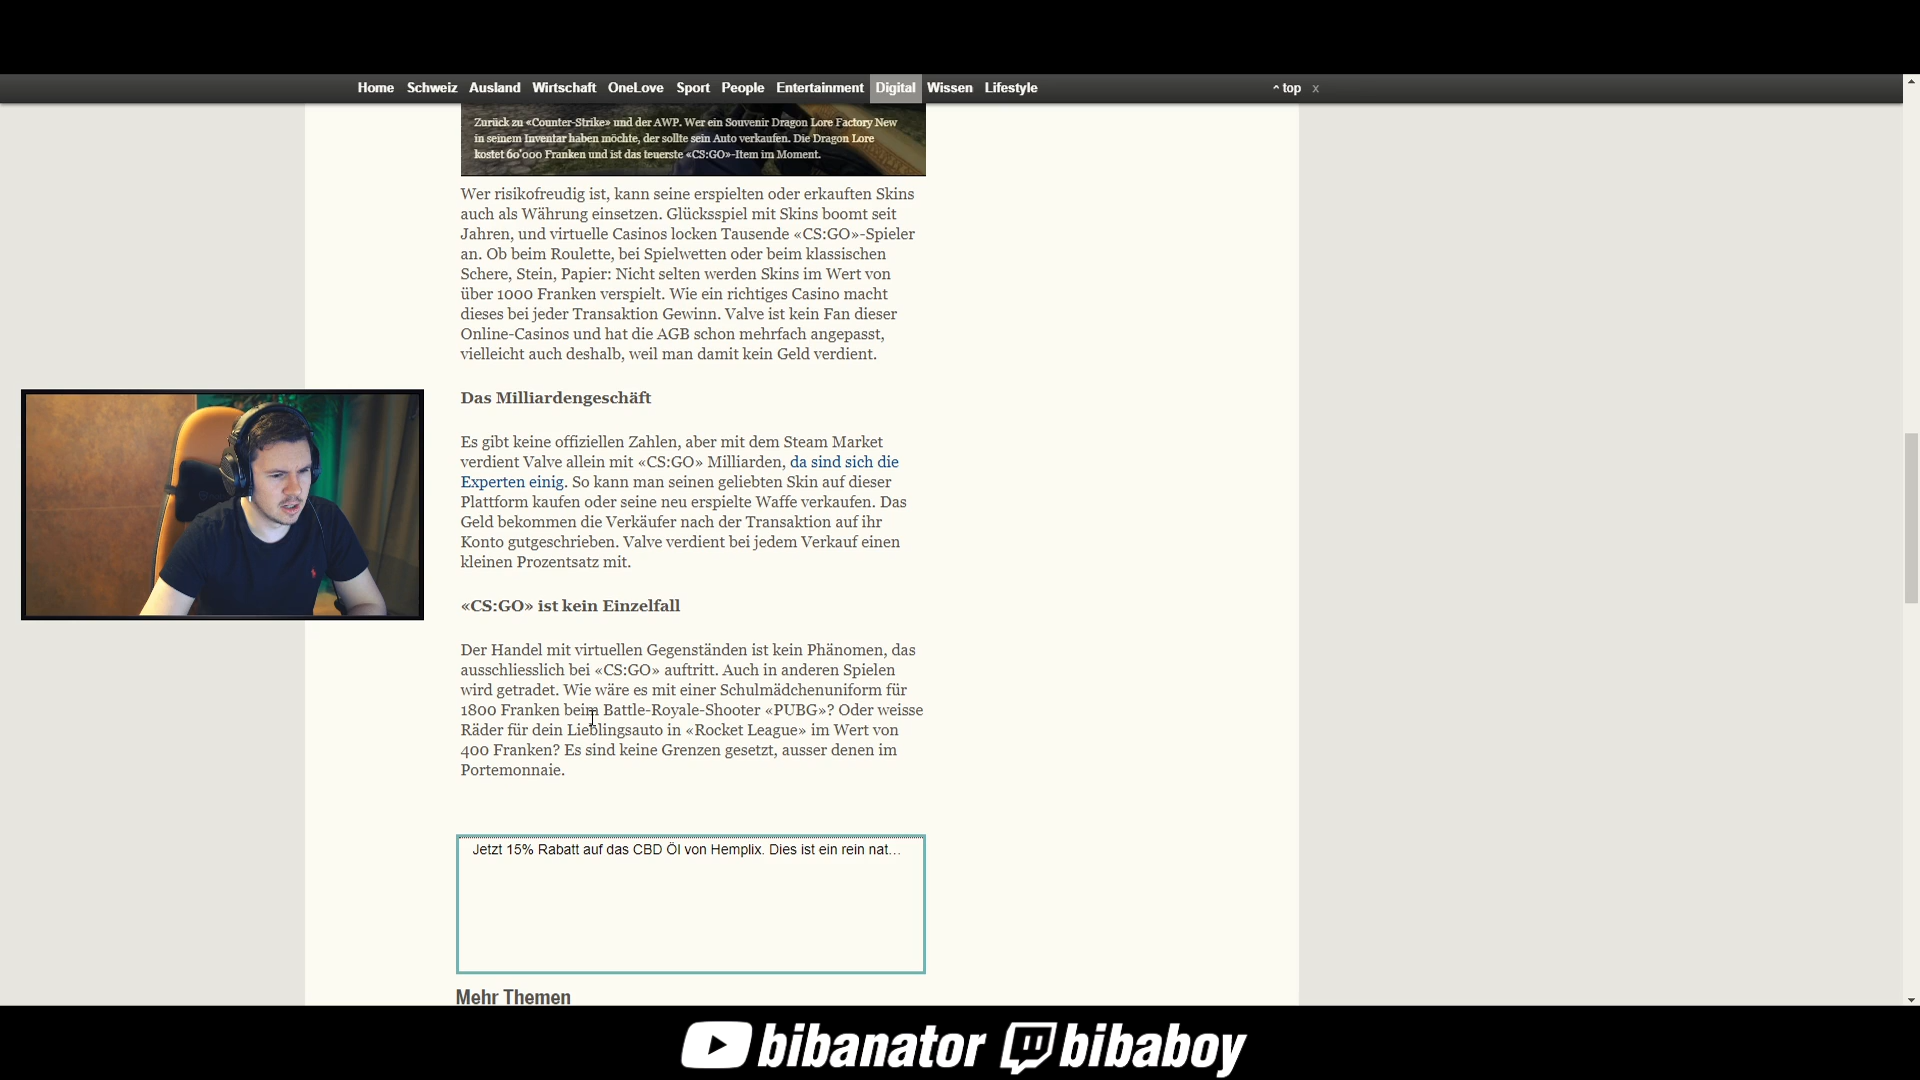 Home Schweiz Ausland Wirtschaft OneLove Sport People Entertainment Digital Wissen Lifestyle ^ top x
Zurück zu «Counter-Strike» und der AWP. Wer ein Souvenir Dragon Lore Factory New
in seinem Inventar haben möchte, der sollte sein Auto verkaufen. Die Dragon Lore
kostet 60'000 Franken und ist das teuerste «CS:GO»-Item im Moment.
Wer risikofreudig ist, kann seine erspielten oder erkauften Skins
auch als Währung einsetzen. Glücksspiel mit Skins boomt seit
Jahren, und virtuelle Casinos locken Tausende «CS:GO»-Spieler
an. Ob beim Roulette, bei Spielwetten oder beim klassischen
Schere, Stein, Papier: Nicht selten werden Skins im Wert von
über 1000 Franken verspielt. Wie ein richtiges Casino macht
dieses bei jeder Transaktion Gewinn. Valve ist kein Fan dieser
Online-Casinos und hat die AGB schon mehrfach angepasst,
vielleicht auch deshalb, weil man damit kein Geld verdient.
Das Milliardengeschäft
Es gibt keine offiziellen Zahlen, aber mit dem Steam Market
verdient Valve allein mit «CS:GO» Milliarden, da sind sich die
Experten einig. So kann man seinen geliebten Skin auf dieser
Plattform kaufen oder seine neu erspielte Waffe verkaufen. Das
Geld bekommen die Verkäufer nach der Transaktion auf ihr
Konto gutgeschrieben. Valve verdient bei jedem Verkauf einen
kleinen Prozentsatz mit.
«CS:GO» ist kein Einzelfall
Der Handel mit virtuellen Gegenständen ist kein Phänomen, das
ausschliesslich bei «CS:GO» auftritt. Auch in anderen Spielen
wird getradet. Wie wäre es mit einer Schulmädchenuniform für
1800 Franken beim Battle-Royale-Shooter «PUBG»? Oder weisse
Räder für dein Lieblingsauto in «Rocket League» im Wert von
400 Franken? Es sind keine Grenzen gesetzt, ausser denen im
Portemonnaie.
Jetzt 15% Rabatt auf das CBD Öl von Hemplix. Dies ist ein rein nat...
Mehr Themen
bibanator bibaboy